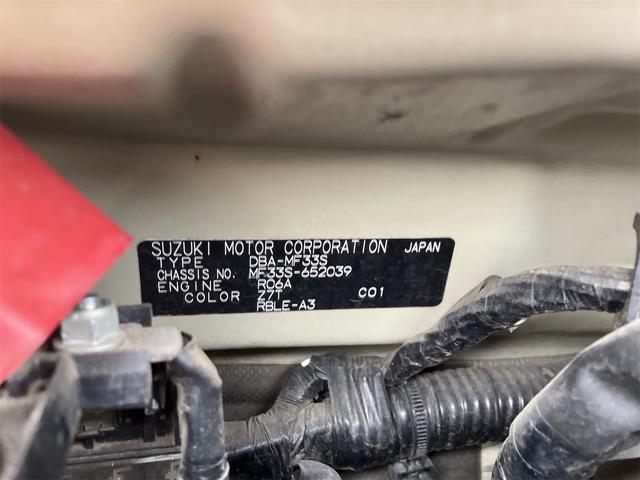 SUZUKI MOTOR CORPORATION JAPAN
TYPE DBA-MF33S
CHASSIS NO. MF33S-652039
ENGINE R06A
COLOR Z7T C01
RBLE-A3